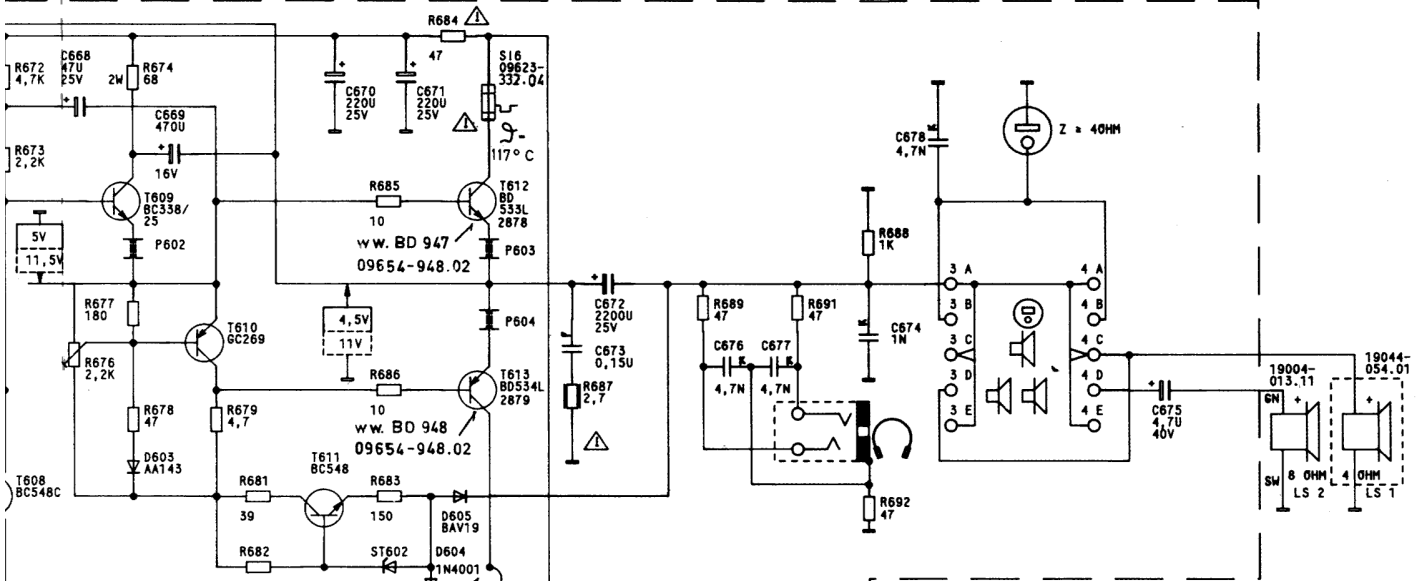 R672
4,7K
C668
47U
25V
2W
R674
68
R684
47
S16
09623-
332.04
C670
220U
25V
C671
220U
25V
117° C
C669
470U
16V
R673
2,2K
T609
BC338/
25
P602
5V
11,5V
R685
10
T612
BD
533L
2878
ww. BD 947
09654-948.02
P603
C678
4,7N
Z ≥ 4OHM
R688
1K
3 A
3 B
3 C
3 D
3 E
4 A
4 B
4 C
4 D
4 E
R677
180
T610
GC269
R676
2,2K
4,5V
11V
P604
C672
2200U
25V
C673
0,15U
R687
2,7
R689
47
R691
47
C676
4,7N
C677
4,7N
C674
1N
R686
10
T613
BD534L
2879
ww. BD 948
09654-948.02
R678
47
R679
4,7
D603
AA143
T608
BC548C
R681
39
T611
BC548
R683
150
D605
BAV19
R682
ST602
D604
1N4001
R692
47
C675
4,7U
40V
19004-
013.11
GN
SW
8 OHM
LS 2
19044-
054.01
4 OHM
LS 1